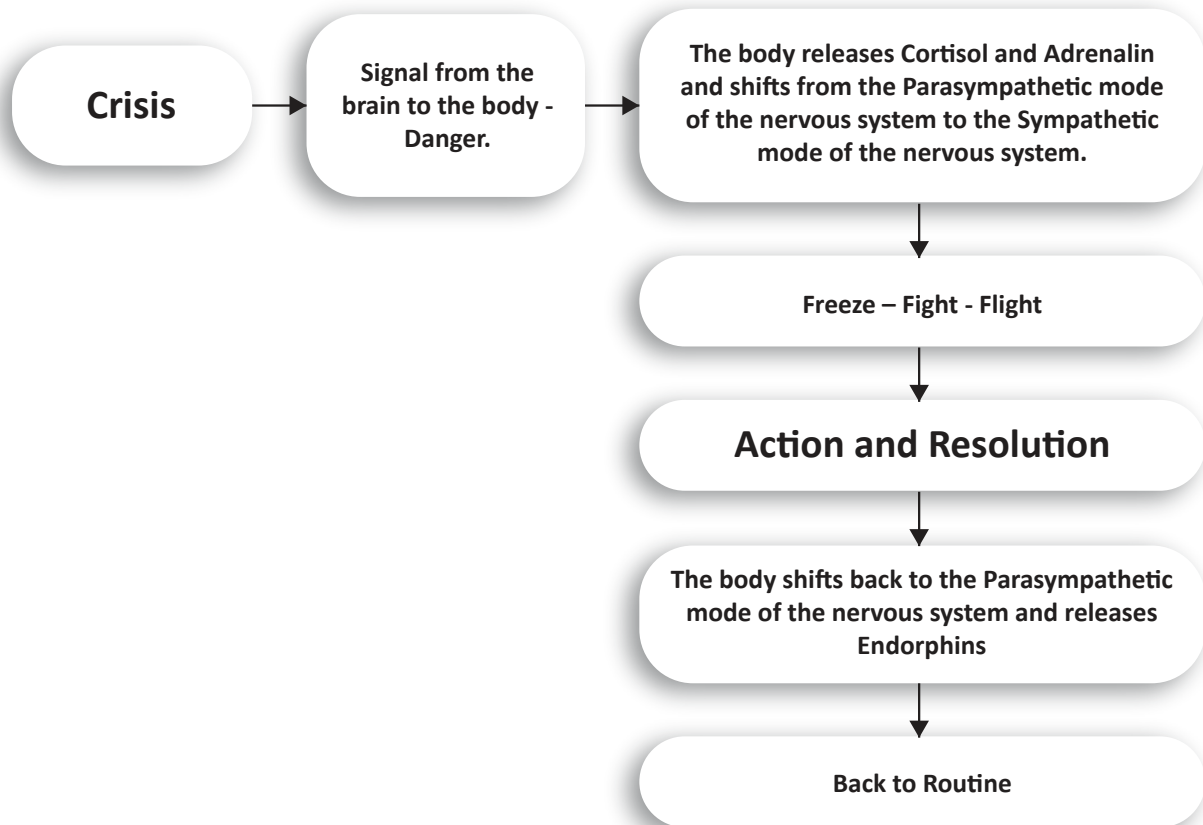 Crisis
Signal from the
brain to the body -
Danger.
The body releases Cortisol and Adrenalin
and shifts from the Parasympathetic mode
of the nervous system to the Sympathetic
mode of the nervous system.
Freeze – Fight - Flight
Action and Resolution
The body shifts back to the Parasympathetic
mode of the nervous system and releases
Endorphins
Back to Routine